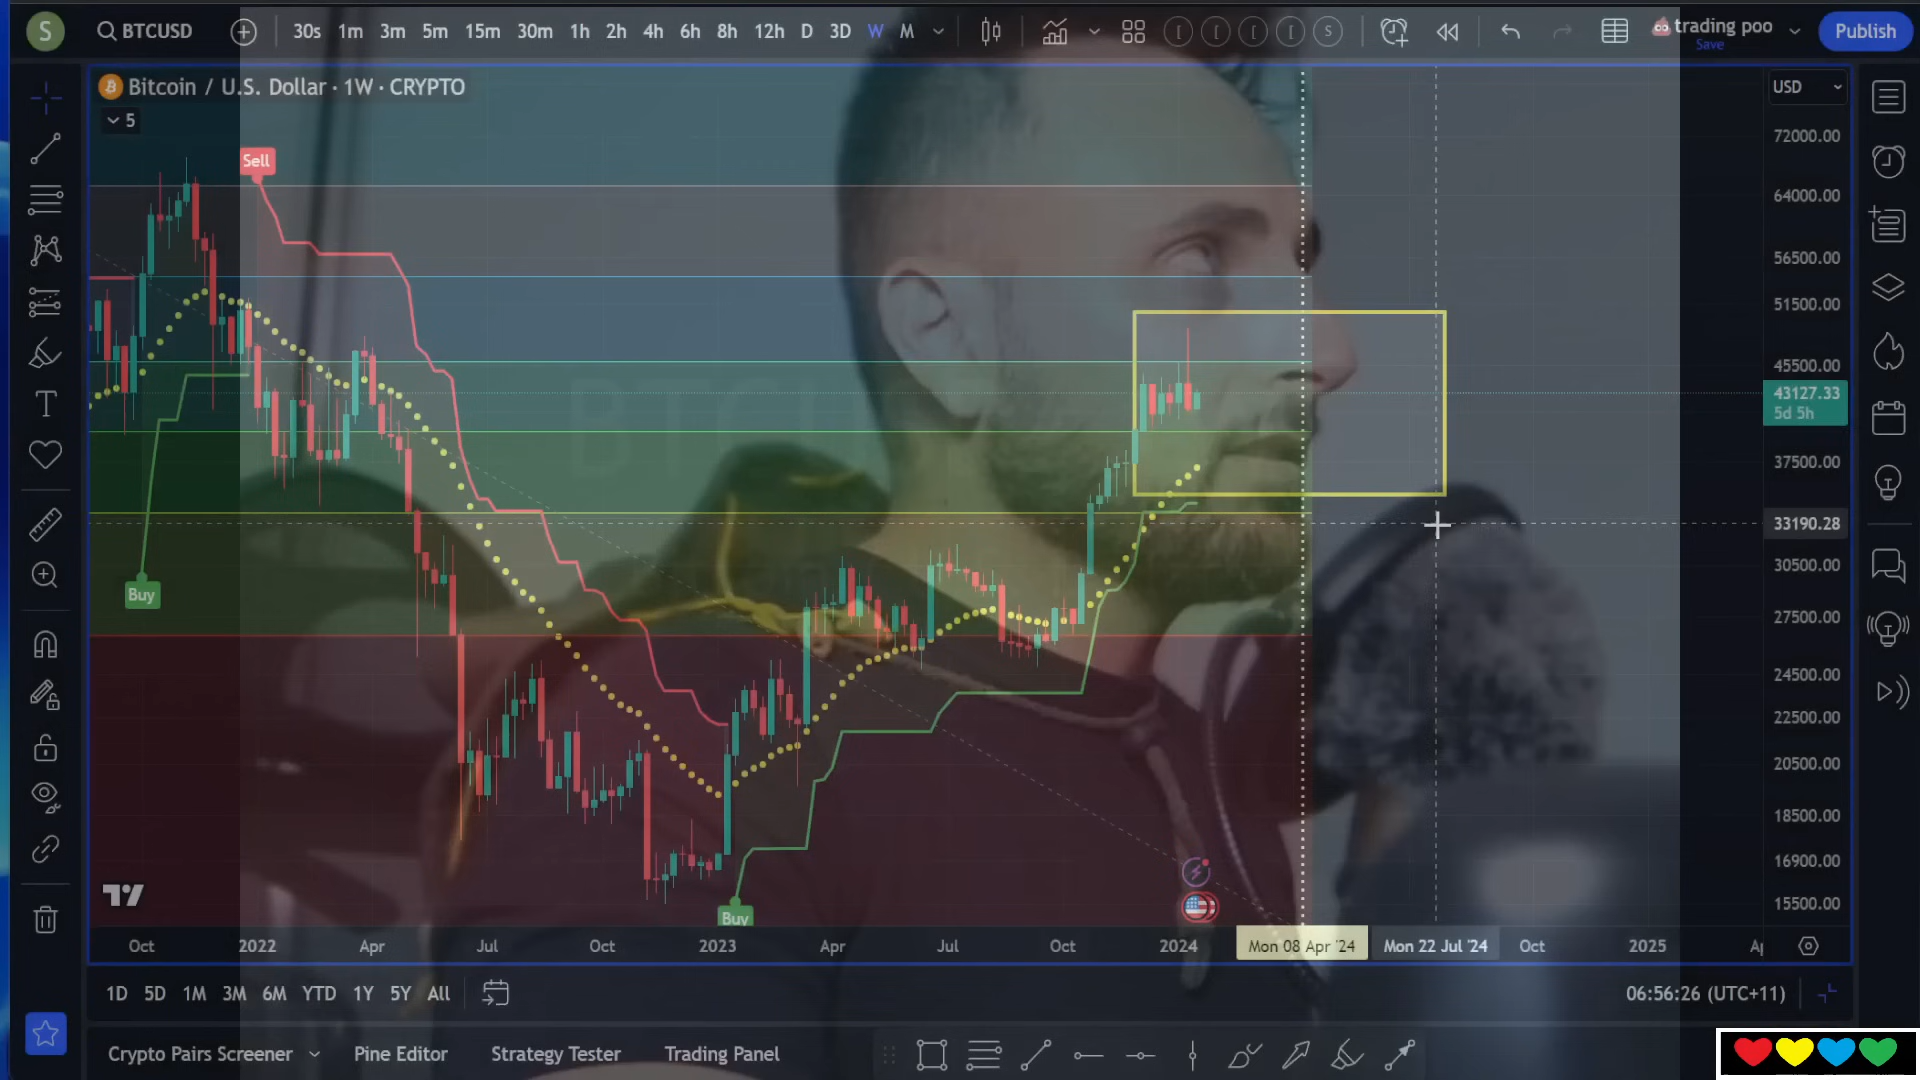 S BTCUSD 30s 1m 3m 5m 15m 30m 1h 2h 4h 6h 8h 12h D 3D W M S trading poo Save Publish
Bitcoin / U.S. Dollar · 1W · CRYPTO
5
USD
72000.00
64000.00
56500.00
51500.00
45500.00
43127.33
5d 5h
37500.00
33190.28
30500.00
27500.00
24500.00
22500.00
20500.00
18500.00
16900.00
15500.00
Sell
Buy
Buy
Oct 2022 Apr Jul Oct 2023 Apr Jul Oct 2024 Mon 08 Apr '24 Mon 22 Jul '24 Oct 2025
1D 5D 1M 3M 6M YTD 1Y 5Y All 06:56:26 (UTC+11)
Crypto Pairs Screener Pine Editor Strategy Tester Trading Panel